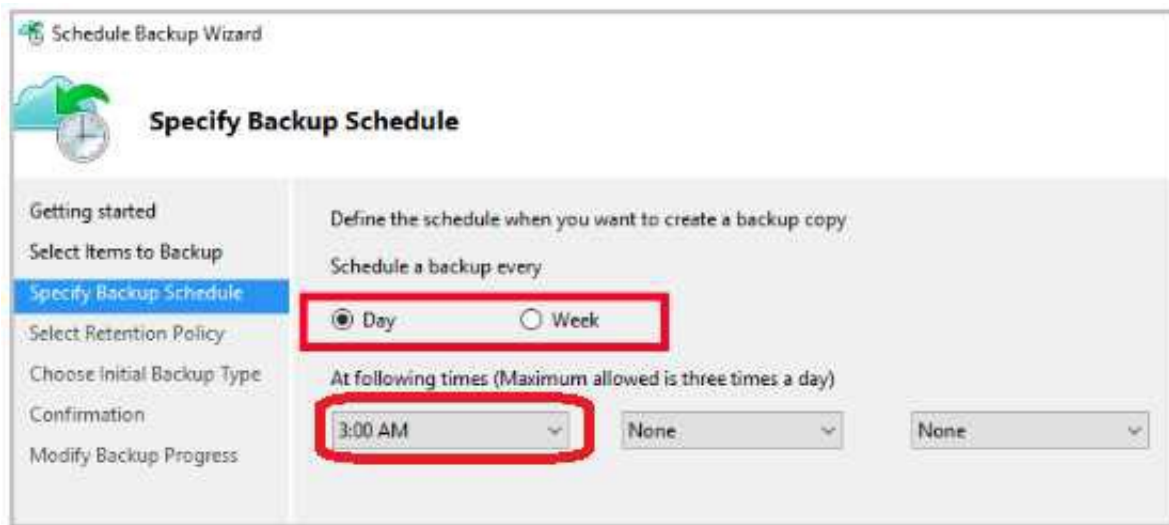 Schedule Backup Wizard
Specify Backup Schedule
Getting started
Select Items to Backup
Specify Backup Schedule
Select Retention Policy
Choose Initial Backup Type
Confirmation
Modify Backup Progress
Define the schedule when you want to create a backup copy
Schedule a backup every
Day Week
At following times (Maximum allowed is three times a day)
3:00 AM None None